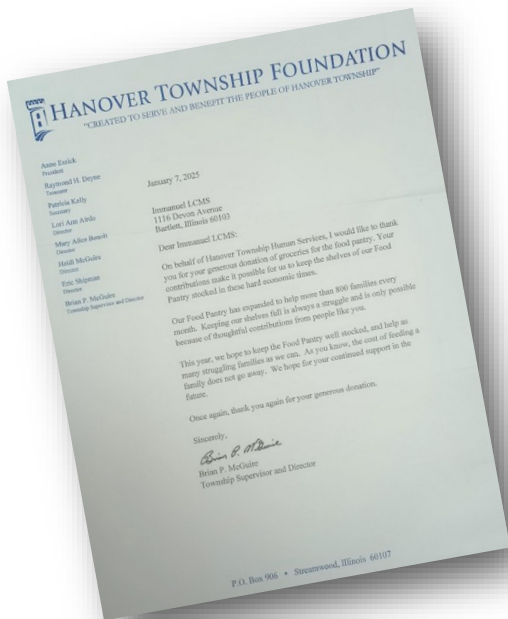 HANOVER TOWNSHIP FOUNDATION
"CREATED TO SERVE AND BENEFIT THE PEOPLE OF HANOVER TOWNSHIP"
Anne Essick
President
Raymond H. Deyne
Treasurer
Patricia Kelly
Secretary
Lori Ann Airdo
Director
Mary Alice Benoit
Director
Heidi McGuire
Director
Eric Shipman
Director
Brian P. McGuire
Township Supervisor and Director
January 7, 2025
Immanuel LCMS
1116 Devon Avenue
Bartlett, Illinois 60103
Dear Immanuel LCMS:
On behalf of Hanover Township Human Services, I would like to thank
you for your generous donation of groceries for the food pantry. Your
contributions make it possible for us to keep the shelves of our Food
Pantry stocked in these hard economic times.
Our Food Pantry has expanded to help more than 800 families every
month. Keeping our shelves full is always a struggle and is only possible
because of thoughtful contributions from people like you.
This year, we hope to keep the Food Pantry well stocked, and help as
many struggling families as we can. As you know, the cost of feeding a
family does not go away. We hope for your continued support in the
future.
Once again, thank you again for your generous donation.
Sincerely,
Brian P. McGuire
Brian P. McGuire
Township Supervisor and Director
P.O. Box 906 • Streamwood, Illinois 60107